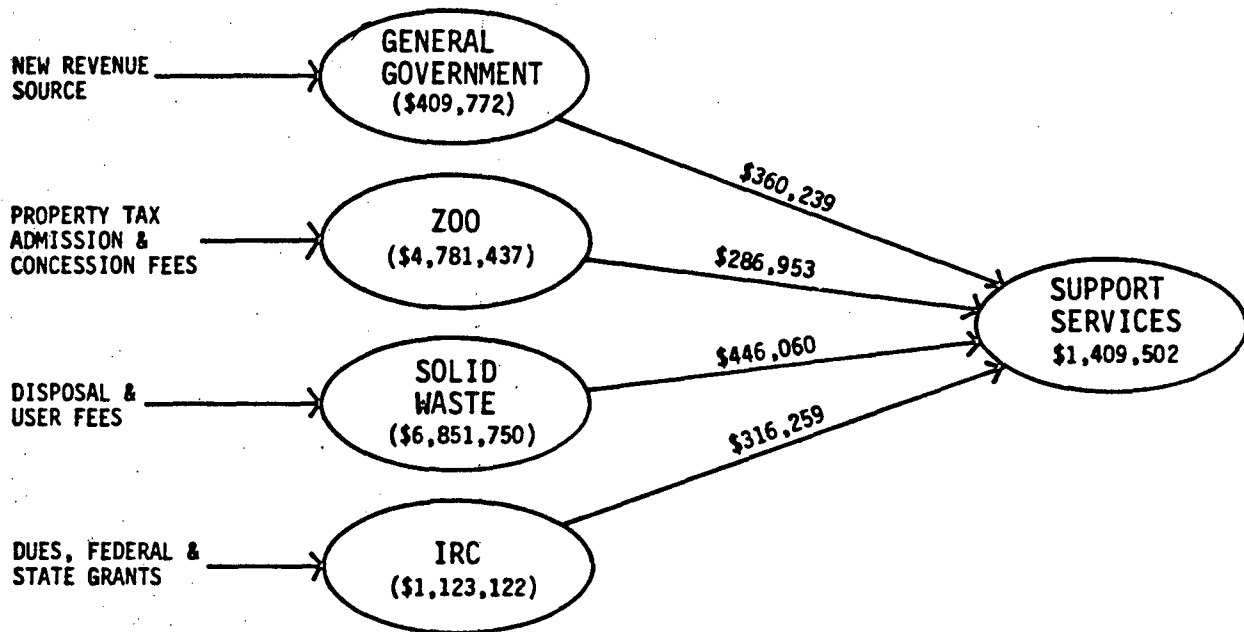 NEW REVENUE
SOURCE
GENERAL
GOVERNMENT
($409,772)
$360,239
PROPERTY TAX
ADMISSION &
CONCESSION FEES
ZOO
($4,781,437)
$286,953
SUPPORT
SERVICES
$1,409,502
DISPOSAL &
USER FEES
SOLID
WASTE
($6,851,750)
$446,060
DUES, FEDERAL &
STATE GRANTS
IRC
($1,123,122)
$316,259